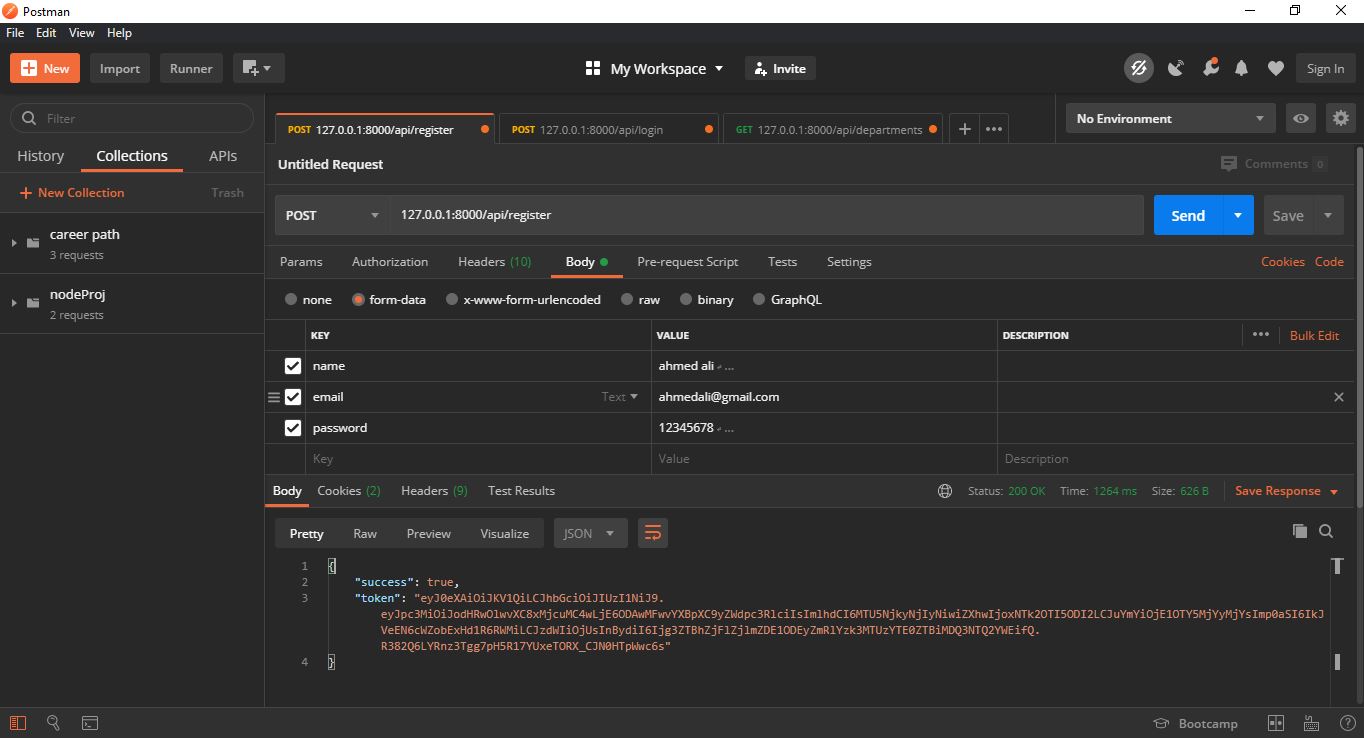 Postman
File Edit View Help
New Import Runner My Workspace Invite Sign In
Filter
History Collections APIs
New Collection Trash
career path
3 requests
nodeProj
2 requests
POST 127.0.0.1:8000/api/register POST 127.0.0.1:8000/api/login GET 127.0.0.1:8000/api/departments No Environment
Untitled Request Comments 0
POST 127.0.0.1:8000/api/register Send Save
Params Authorization Headers (10) Body Pre-request Script Tests Settings Cookies Code
none form-data x-www-form-urlencoded raw binary GraphQL
KEY VALUE DESCRIPTION Bulk Edit
name ahmed ali ↵ ...
email Text ahmedali@gmail.com
password 12345678 ↵ ...
Key Value Description
Body Cookies (2) Headers (9) Test Results Status: 200 OK Time: 1264 ms Size: 626 B Save Response
Pretty Raw Preview Visualize JSON
1 {
2 "success": true,
3 "token": "eyJ0eXAiOiJKV1QiLCJhbGciOiJIUzI1NiJ9.
eyJpc3MiOiJodHRwOlwvXC8xMjcuMC4wLjE6ODAwMFwvYXBpXC9yZWdpc3RlciIsImlhdCI6MTU5NjkyNjIyNiwiZXhwIjoxNTk2OTI5ODI2LCJuYmYiOjE1OTY5MjYyMjYsImp0aSI6IkJ
VeEN6cWZobExHd1R6RWMiLCJzdWIiOjUsInBydiI6Ijg3ZTBhZjFlZjlmZDE1ODEyZmRlYzk3MTUzYTE0ZTBiMDQ3NTQ2YWEifQ.
R382Q6LYRnz3Tgg7pH5R17YUxeTORX_CJN0HTpWwc6s"
4 }
Bootcamp